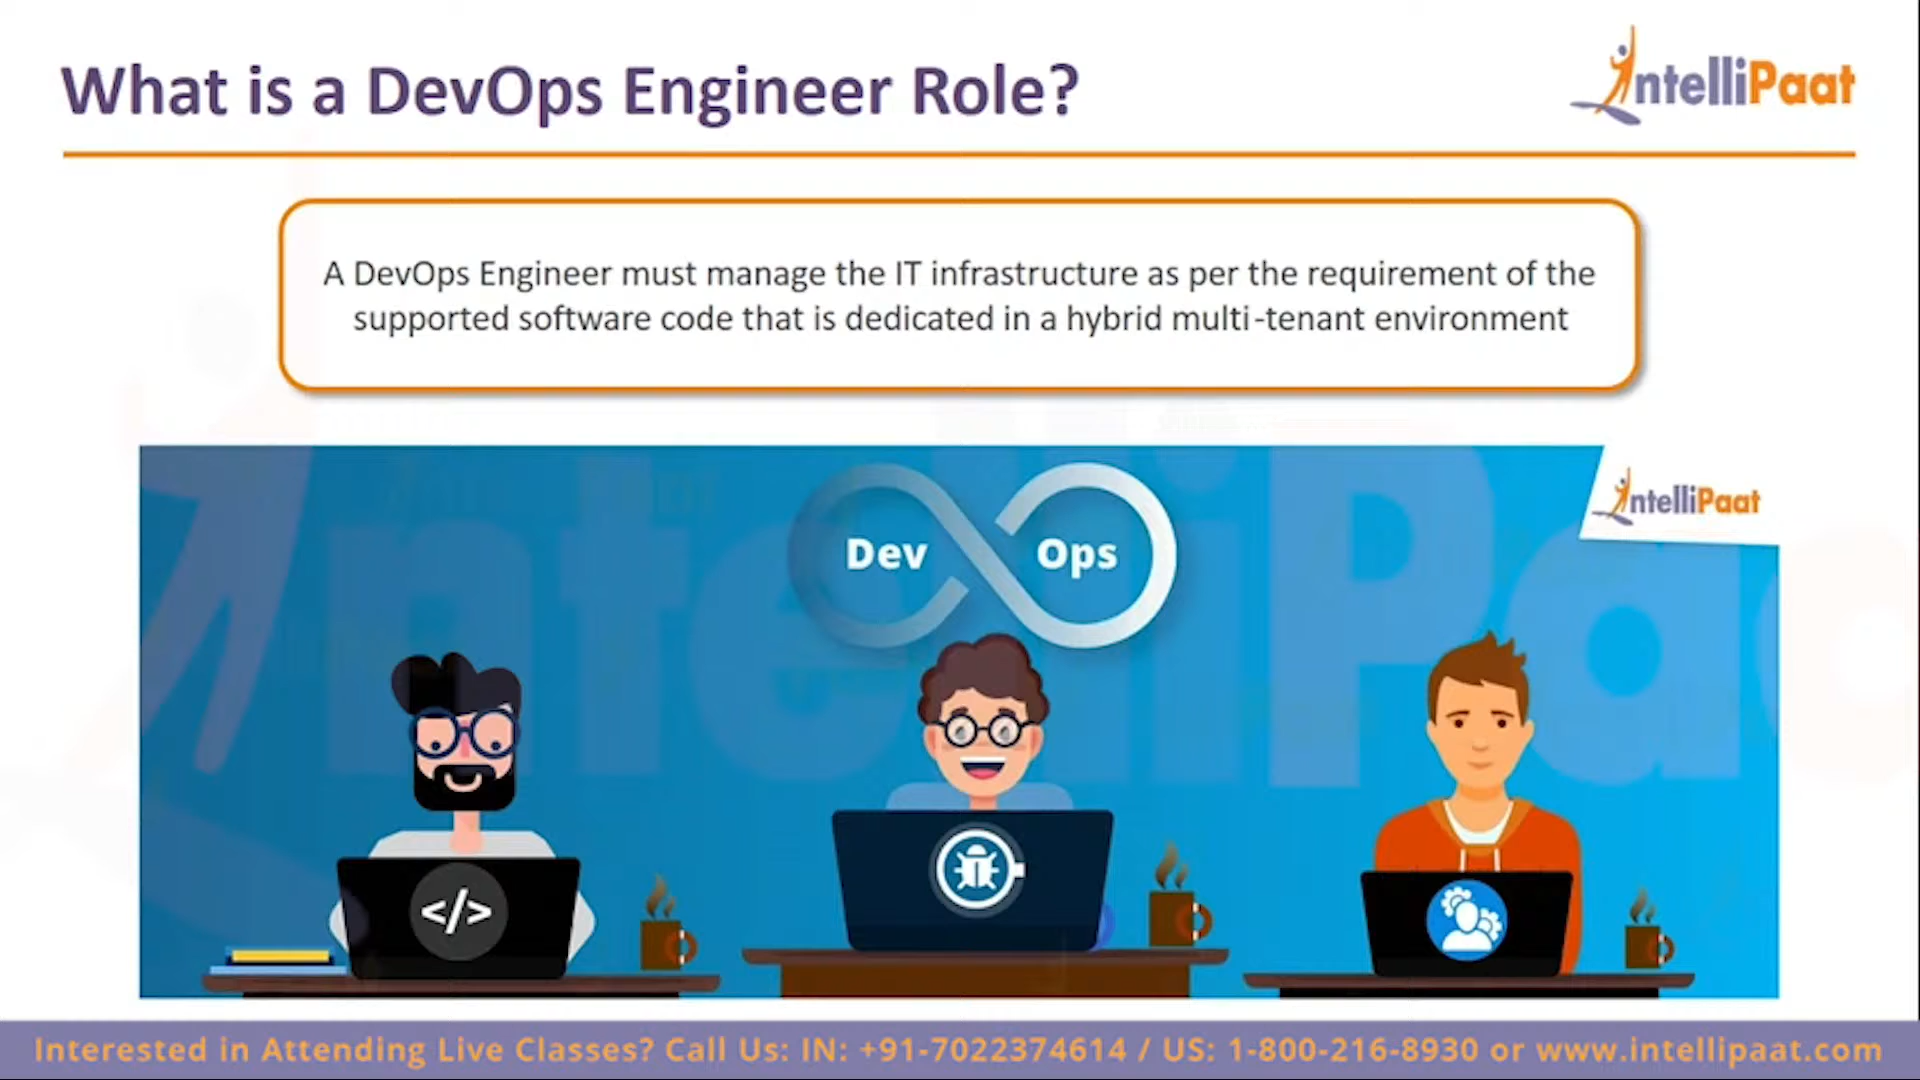 What is a DevOps Engineer Role?
IntelliPaat
A DevOps Engineer must manage the IT infrastructure as per the requirement of the
supported software code that is dedicated in a hybrid multi-tenant environment
IntelliPaat
Dev Ops
IntelliPaa
</>
Interested in Attending Live Classes? Call Us: IN: +91-7022374614 / US: 1-800-216-8930 or www.intellipaat.com